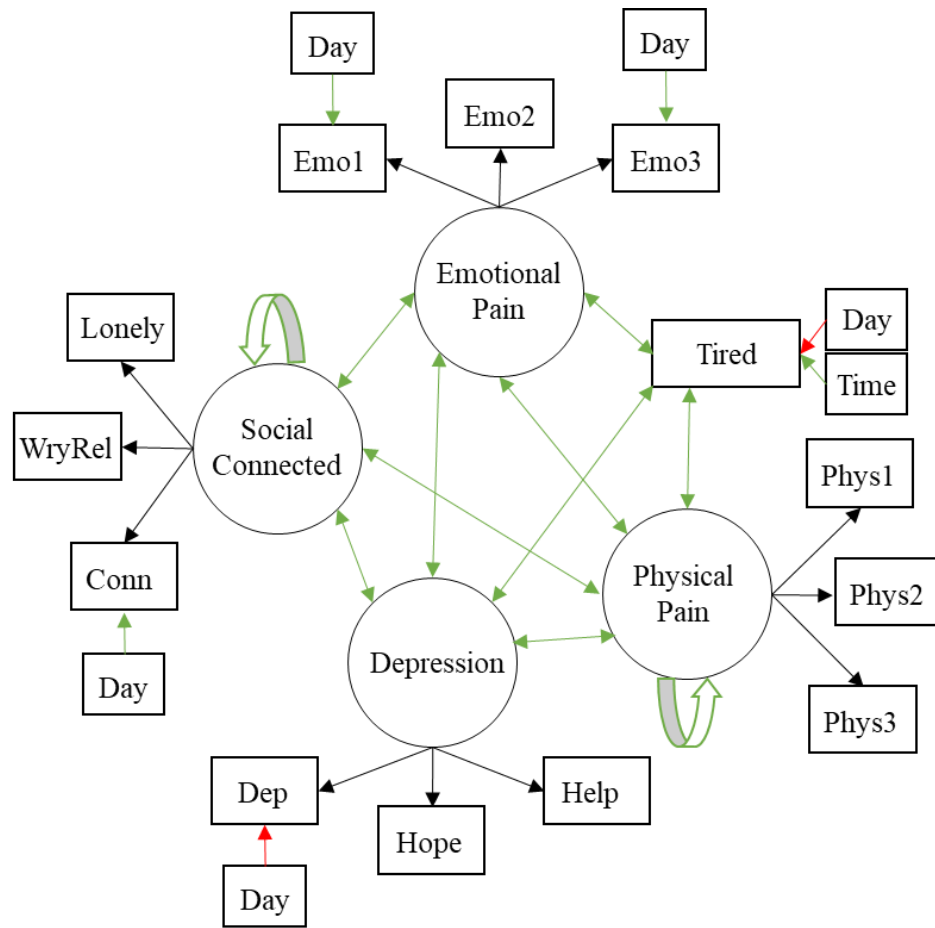 Day
Day
Emo1
Emo2
Emo3
Emotional
Pain
Lonely
Tired
Day
Time
WryRel
Social
Connected
Phys1
Conn
Physical
Pain
Phys2
Day
Depression
Phys3
Dep
Hope
Help
Day